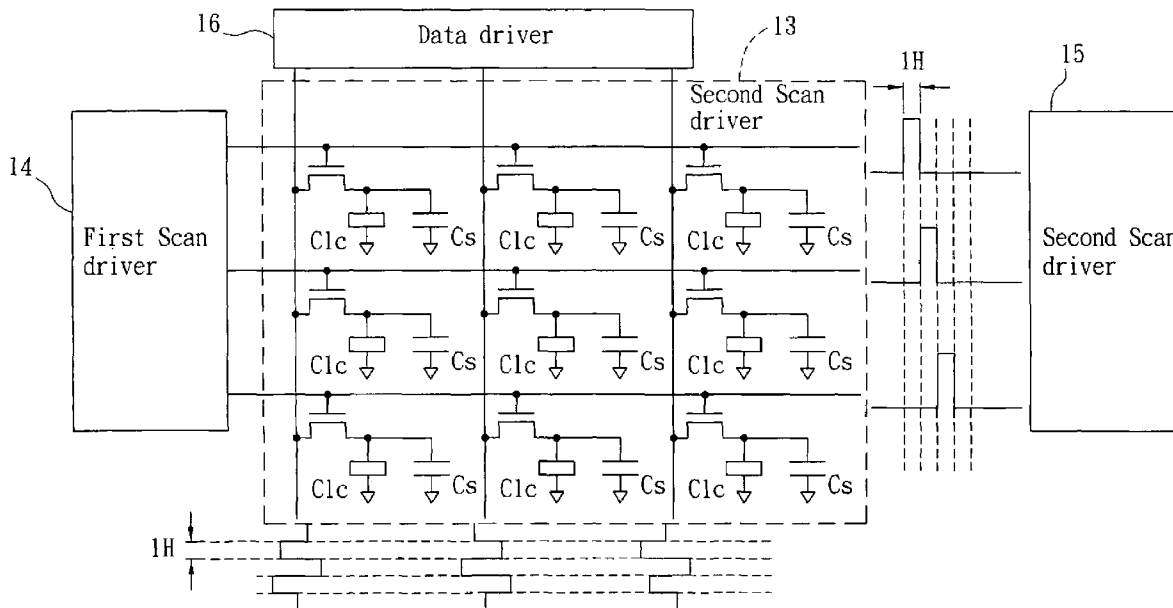 16
Data driver
13
1H
15
Second Scan
driver
14
First Scan
driver
Clc Cs Clc Cs Clc Cs
Second Scan
driver
Clc Cs Clc Cs Clc Cs
Clc Cs Clc Cs Clc Cs
1H